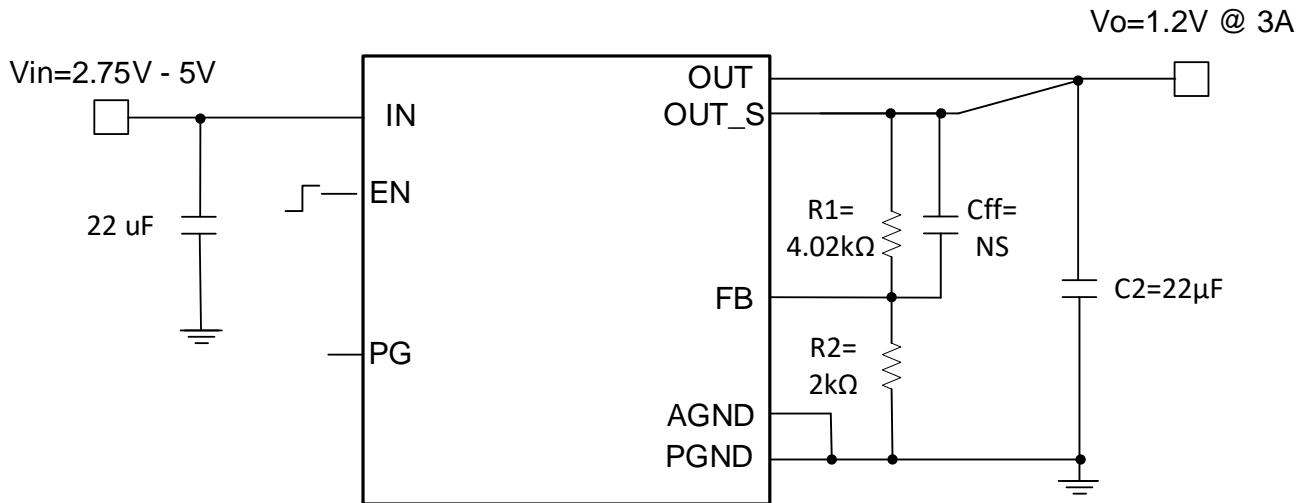 Vo=1.2V @ 3A
Vin=2.75V - 5V
OUT
OUT_S
IN
EN
22 uF
R1=
4.02kΩ
Cff=
NS
FB
C2=22µF
PG
R2=
2kΩ
AGND
PGND